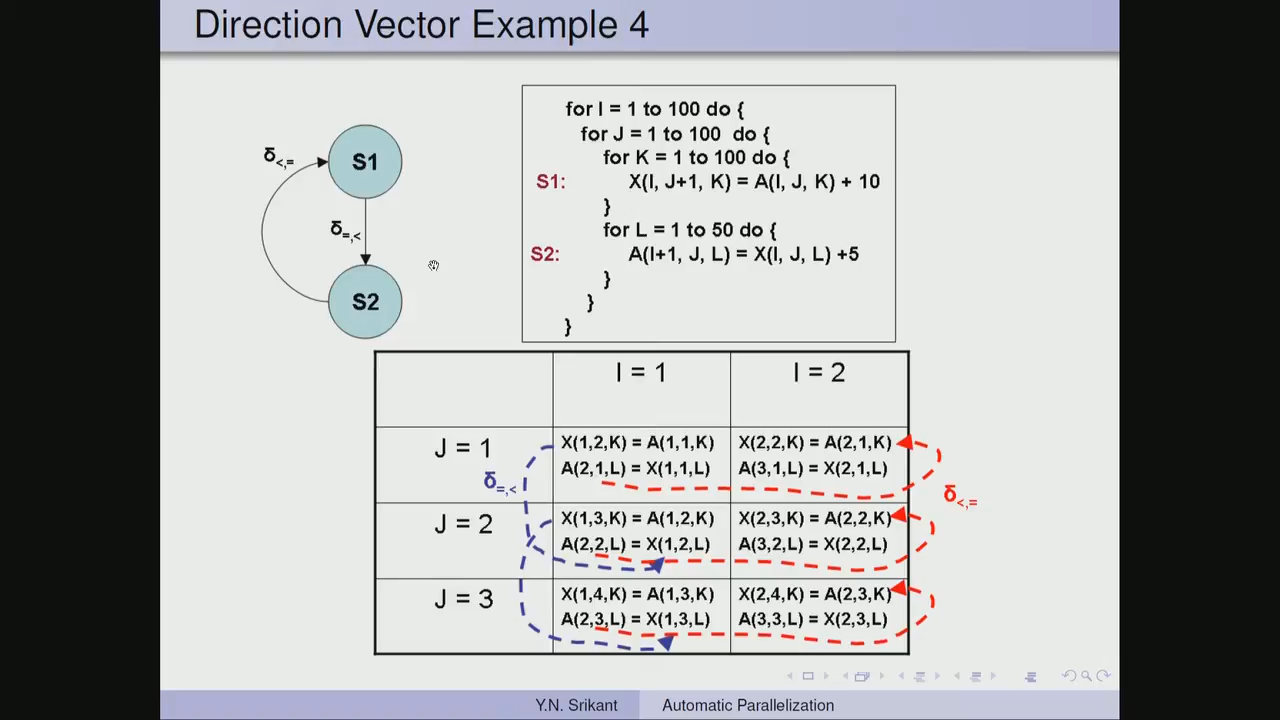 Direction Vector Example 4
δ<,=
S1
δ=,<
S2
for I = 1 to 100 do {
for J = 1 to 100 do {
for K = 1 to 100 do {
S1: X(I, J+1, K) = A(I, J, K) + 10
}
for L = 1 to 50 do {
S2: A(I+1, J, L) = X(I, J, L) +5
}
}
}
I = 1 I = 2
J = 1
X(1,2,K) = A(1,1,K) X(2,2,K) = A(2,1,K)
A(2,1,L) = X(1,1,L) A(3,1,L) = X(2,1,L)
δ=,<
δ<,=
J = 2
X(1,3,K) = A(1,2,K) X(2,3,K) = A(2,2,K)
A(2,2,L) = X(1,2,L) A(3,2,L) = X(2,2,L)
J = 3
X(1,4,K) = A(1,3,K) X(2,4,K) = A(2,3,K)
A(2,3,L) = X(1,3,L) A(3,3,L) = X(2,3,L)
Y.N. Srikant Automatic Parallelization